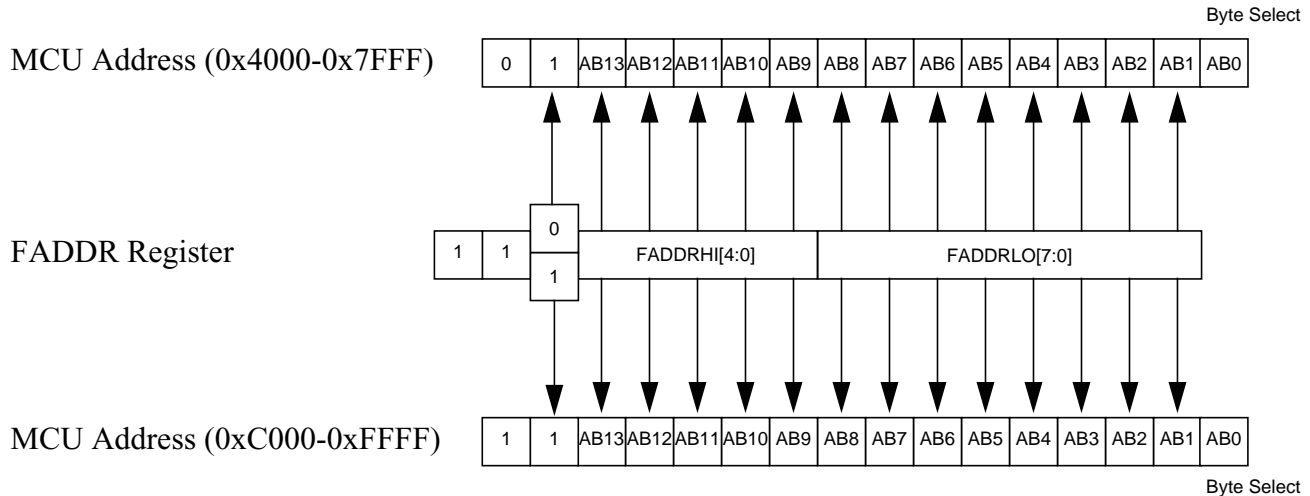 Byte Select
MCU Address (0x4000-0x7FFF) 0 1 AB13 AB12 AB11 AB10 AB9 AB8 AB7 AB6 AB5 AB4 AB3 AB2 AB1 AB0
0
FADDR Register 1 1 FADDRHI[4:0] FADDRLO[7:0]
1
MCU Address (0xC000-0xFFFF) 1 1 AB13 AB12 AB11 AB10 AB9 AB8 AB7 AB6 AB5 AB4 AB3 AB2 AB1 AB0
Byte Select